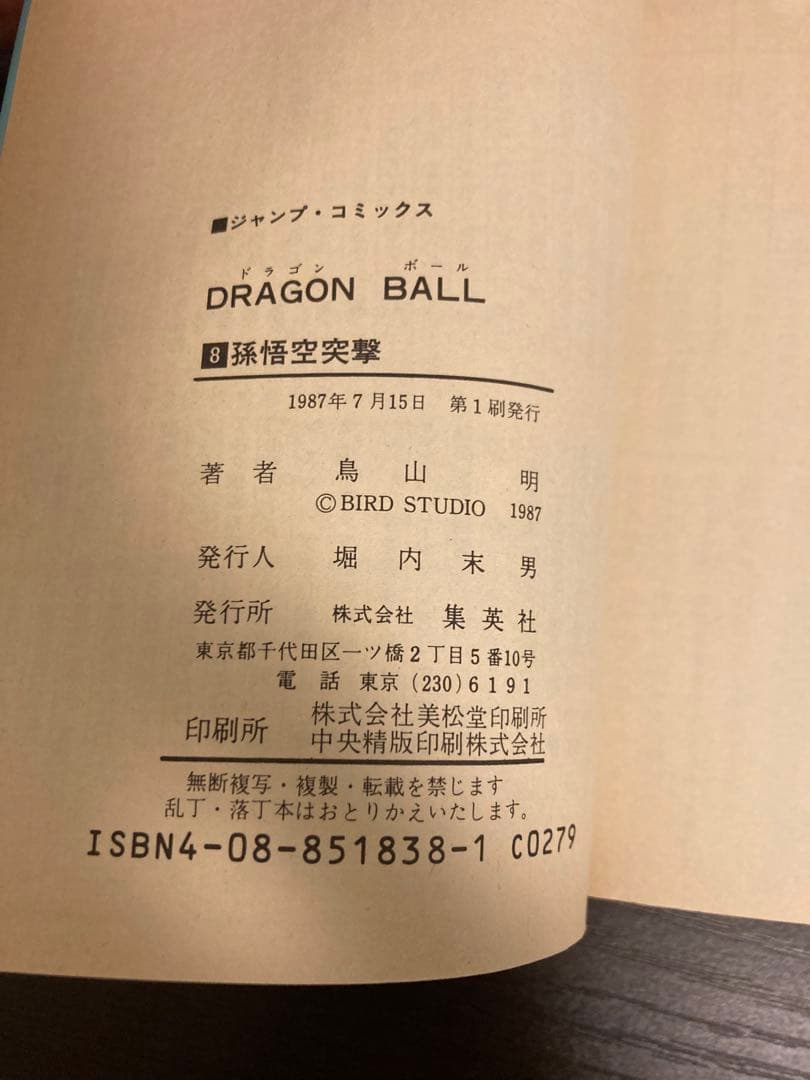 ■ジャンプ・コミックス
ドラゴン ボール
DRAGON BALL
8 孫悟空突撃
1987年7月15日 第1刷発行
著者 鳥山明
©BIRD STUDIO 1987
発行人 堀内末男
発行所 株式会社 集英社
東京都千代田区一ツ橋2丁目5番10号
電話 東京 (230) 6191
印刷所 株式会社美松堂印刷所
中央精版印刷株式会社
無断複写・複製・転載を禁じます
乱丁・落丁本はおとりかえいたします。
ISBN4-08-851838-1 C0279